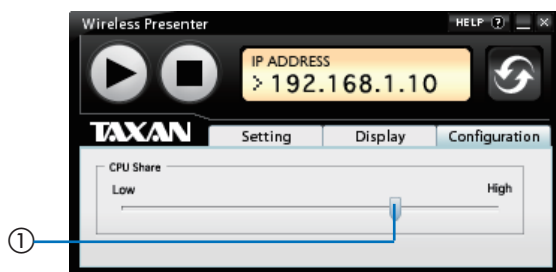 Wireless Presenter HELP ?
IP ADDRESS
> 192.168.1.10
TAXAN Setting Display Configuration
CPU Share
Low High
①